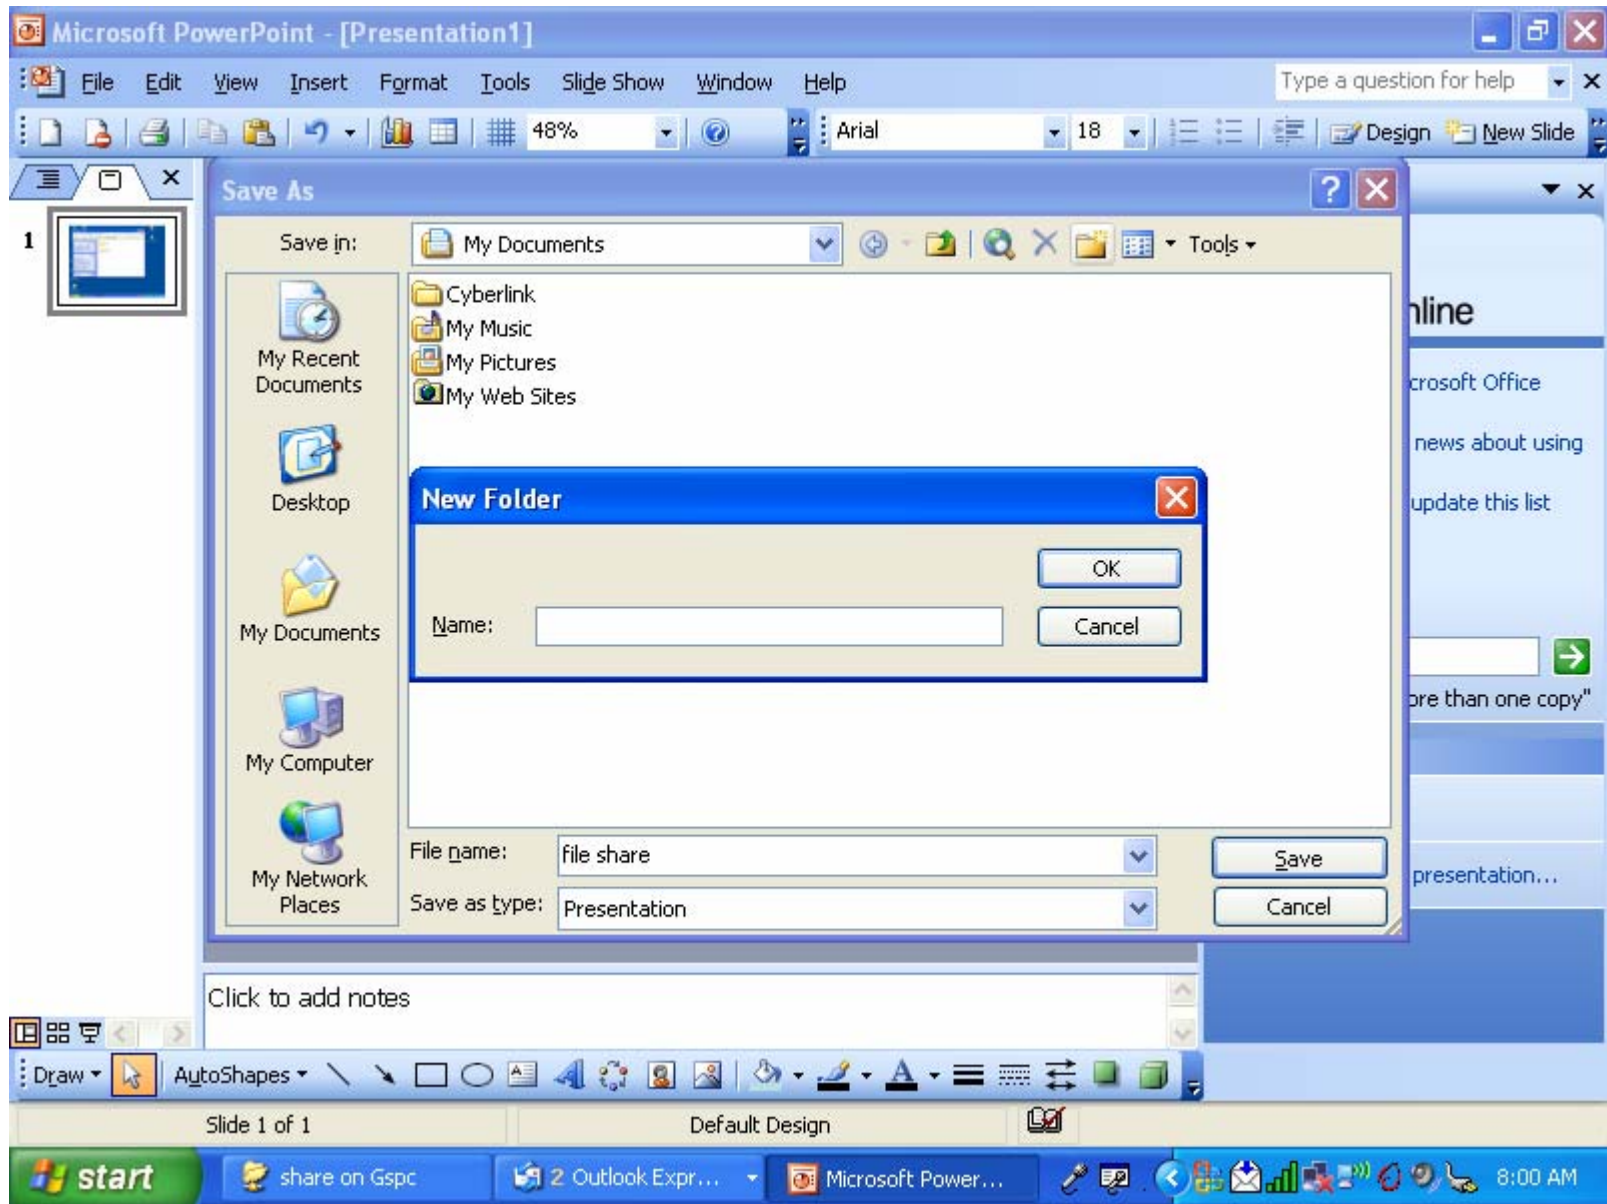 Microsoft PowerPoint - [Presentation1]
File Edit View Insert Format Tools Slide Show Window Help
Type a question for help
48%
Arial
18
Design
New Slide
Save As
1
Save in:
My Documents
Tools
Cyberlink
My Music
My Pictures
My Web Sites
My Recent
Documents
Desktop
My Documents
My Computer
My Network
Places
New Folder
OK
Name:
Cancel
File name:
file share
Save
Save as type:
Presentation
Cancel
nline
crosoft Office
news about using
update this list
ore than one copy"
presentation...
Click to add notes
Draw
AutoShapes
Slide 1 of 1
Default Design
start
share on Gspc
2 Outlook Expr...
Microsoft Power...
8:00 AM